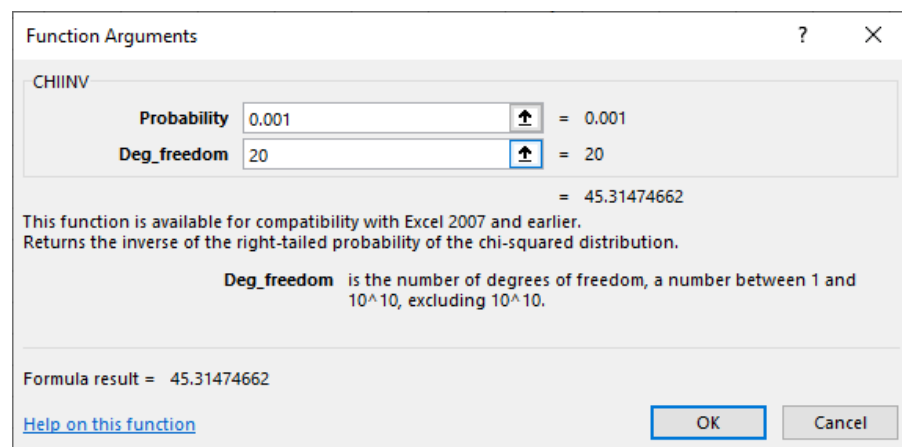 Function Arguments ? ×
CHIINV
Probability 0.001 = 0.001
Deg_freedom 20 = 20
= 45.31474662
This function is available for compatibility with Excel 2007 and earlier.
Returns the inverse of the right-tailed probability of the chi-squared distribution.
Deg_freedom is the number of degrees of freedom, a number between 1 and
10^10, excluding 10^10.
Formula result = 45.31474662
Help on this function OK Cancel